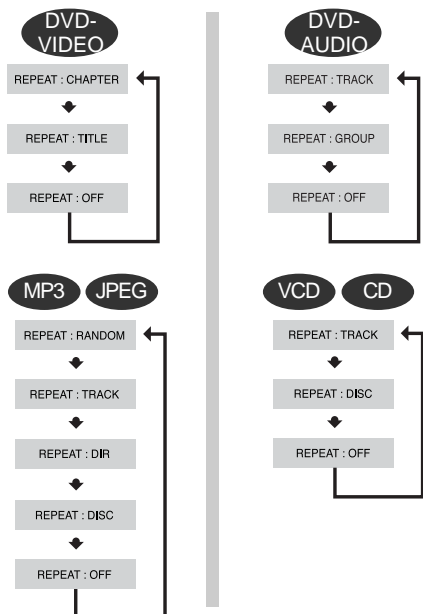 DVD-
VIDEO
REPEAT : CHAPTER
REPEAT : TITLE
REPEAT : OFF
MP3 JPEG
REPEAT : RANDOM
REPEAT : TRACK
REPEAT : DIR
REPEAT : DISC
REPEAT : OFF
DVD-
AUDIO
REPEAT : TRACK
REPEAT : GROUP
REPEAT : OFF
VCD CD
REPEAT : TRACK
REPEAT : DISC
REPEAT : OFF